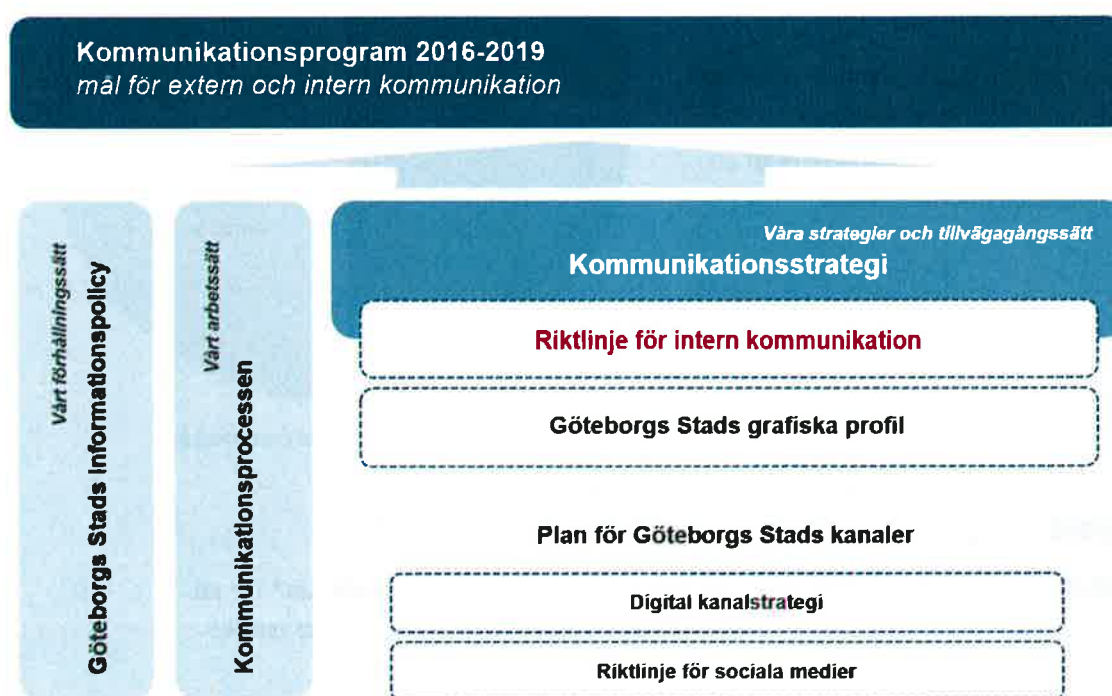 Kommunikationsprogram 2016-2019
mål för extern och intern kommunikation
Vårt förhållningssätt
Göteborgs Stads Informationspolicy
Vårt arbetssätt
Kommunikationsprocessen
Våra strategier och tillvägagångssätt
Kommunikationsstrategi
Riktlinje för intern kommunikation
Göteborgs Stads grafiska profil
Plan för Göteborgs Stads kanaler
Digital kanalstrategi
Riktlinje för sociala medier